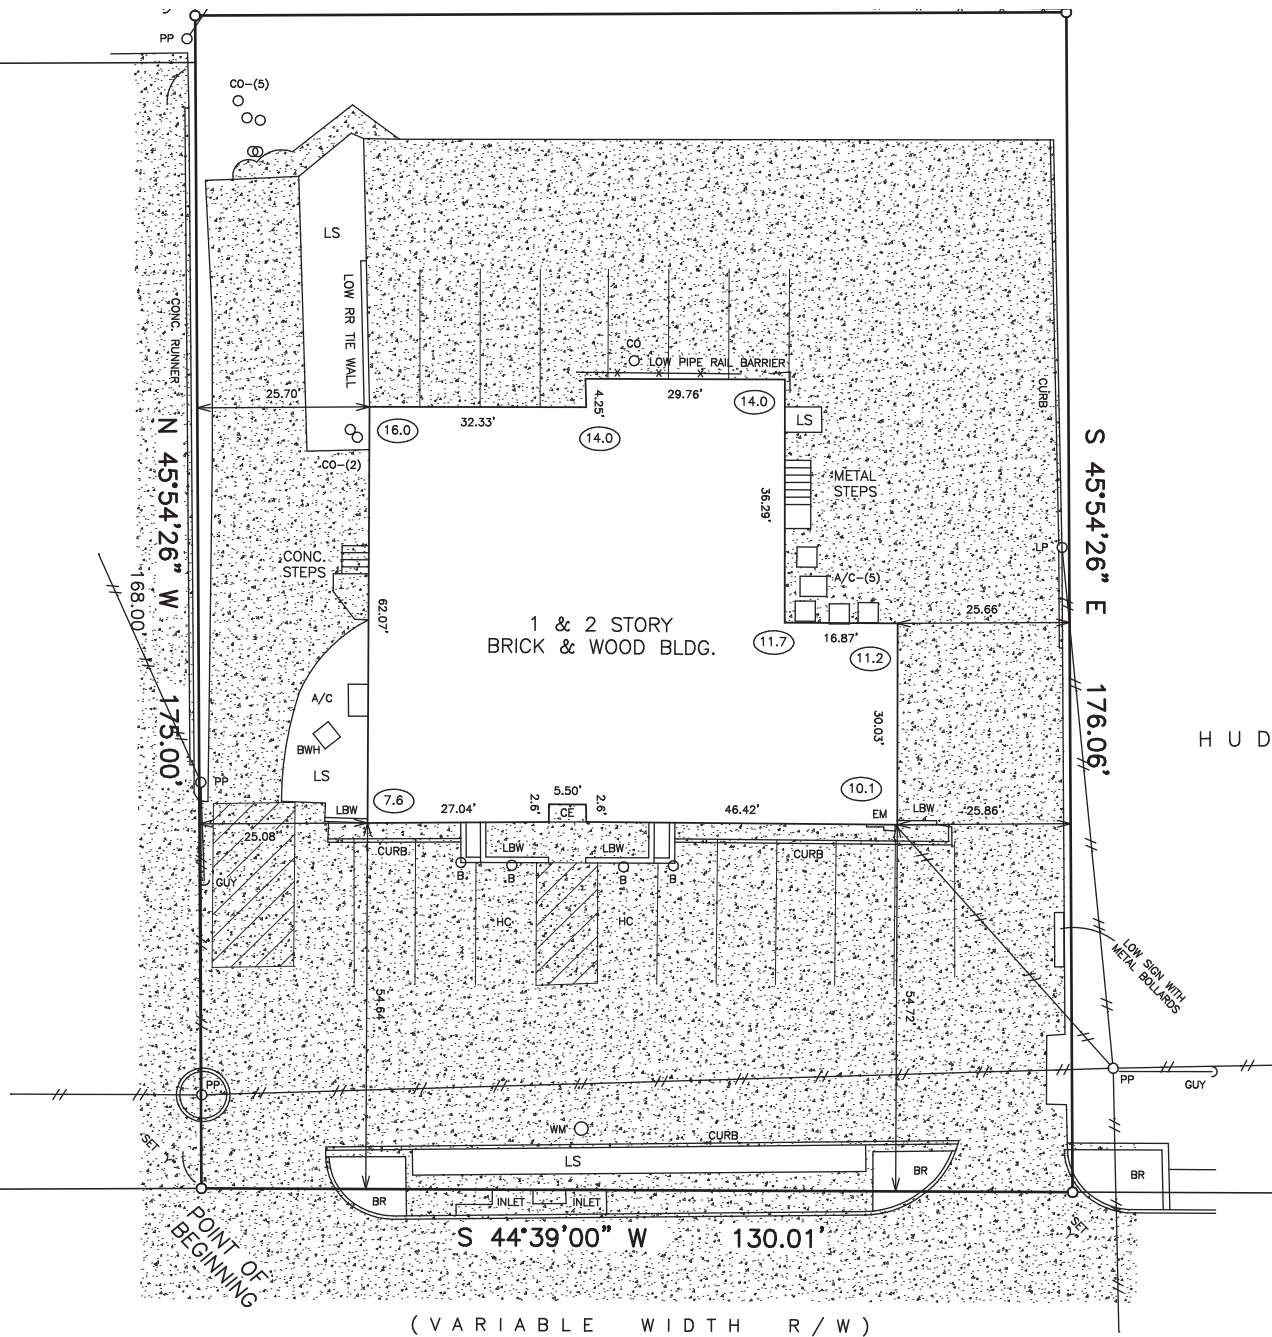 PP
CO-(5)
LS
LOW RR TIE WALL
CONC. RUNNER
CO
LOW PIPE RAIL BARRIER
CURB
25.70'
32.33'
4.25'
29.76'
14.0
16.0
14.0
LS
CO-(2)
METAL
STEPS
36.29'
N 45°54'26" W 175.00'
168.00'
S 45°54'26" E 176.06'
LP
CONC.
STEPS
A/C-(5)
62.07'
25.66'
1 & 2 STORY
BRICK & WOOD BLDG.
11.7
16.87'
11.2
A/C
BWH
LS
30.03'
HUD
PP
7.6
10.1
LBW
27.04'
2.6'
5.50'
CE
2.6'
46.42'
EM
LBW
25.86'
25.08'
CURB
LBW
LBW
CURB
B
B
B
B
GUY
HC
HC
LOW SIGN WITH
METAL BOLLARDS
54.64'
54.72'
PP
PP
GUY
SET
WM
CURB
LS
BR
BR
BR
INLET
INLET
SET
POINT OF
BEGINNING
S 44°39'00" W 130.01'
(VARIABLE WIDTH R/W)